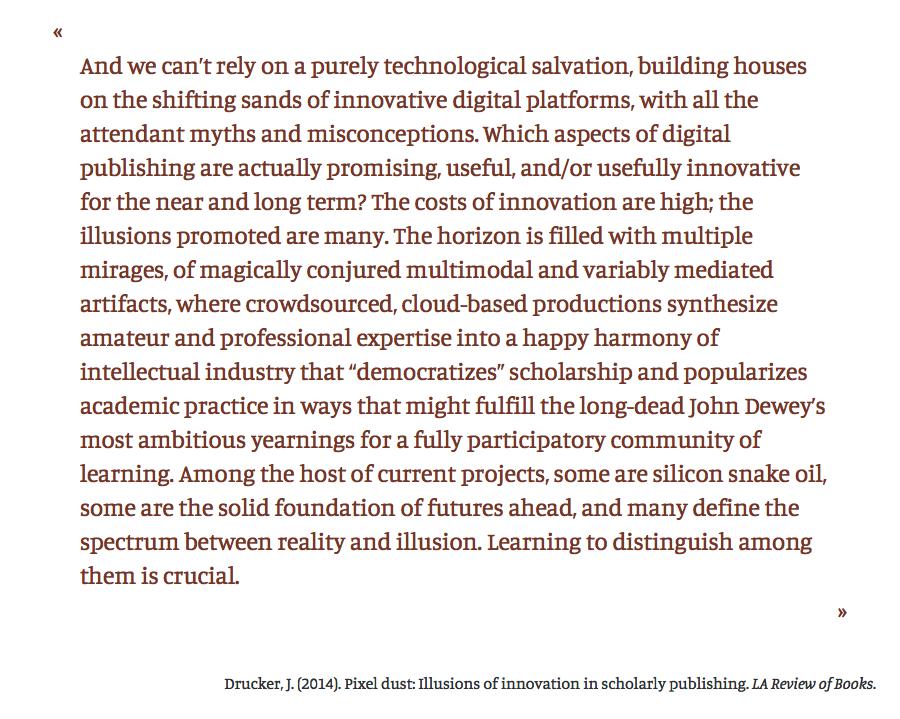 «
And we can’t rely on a purely technological salvation, building houses
on the shifting sands of innovative digital platforms, with all the
attendant myths and misconceptions. Which aspects of digital
publishing are actually promising, useful, and/or usefully innovative
for the near and long term? The costs of innovation are high; the
illusions promoted are many. The horizon is filled with multiple
mirages, of magically conjured multimodal and variably mediated
artifacts, where crowdsourced, cloud-based productions synthesize
amateur and professional expertise into a happy harmony of
intellectual industry that “democratizes” scholarship and popularizes
academic practice in ways that might fulfill the long-dead John Dewey’s
most ambitious yearnings for a fully participatory community of
learning. Among the host of current projects, some are silicon snake oil,
some are the solid foundation of futures ahead, and many define the
spectrum between reality and illusion. Learning to distinguish among
them is crucial.
»
Drucker, J. (2014). Pixel dust: Illusions of innovation in scholarly publishing. LA Review of Books.